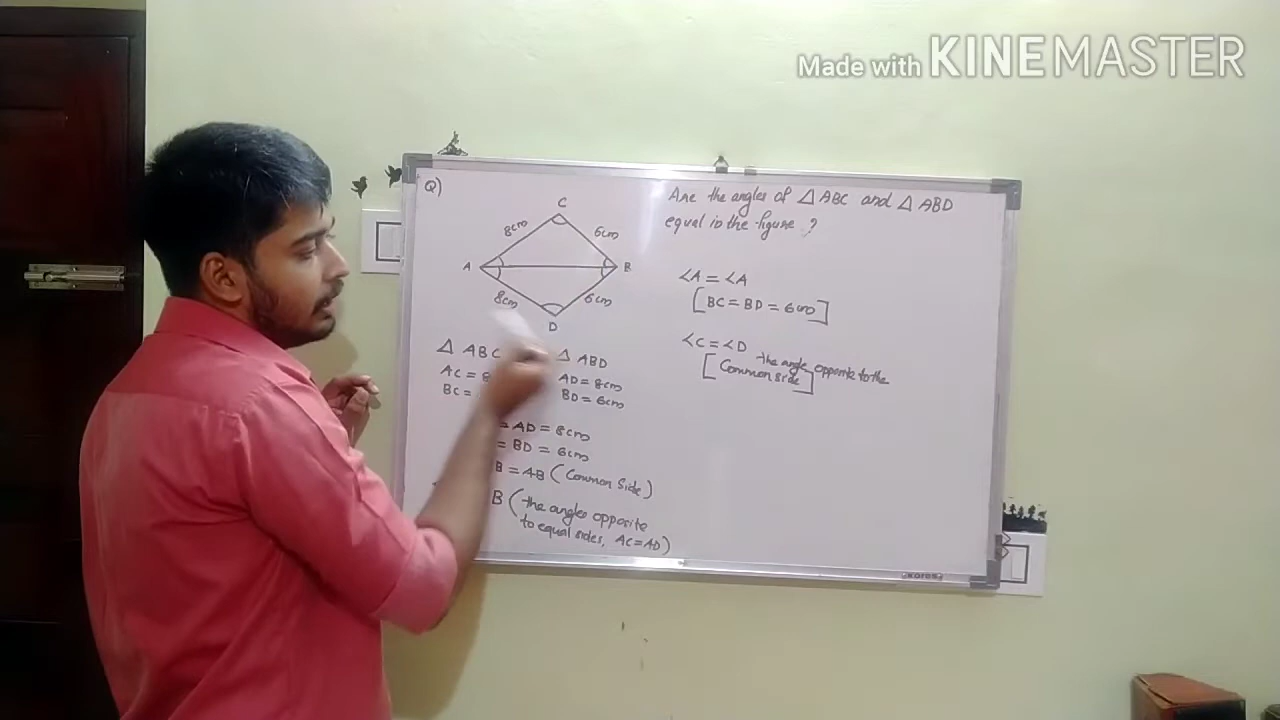 Made with KINEMASTER
Q)
C
8cm
6cm
A
B
8cm
6cm
D
Δ ABC
Δ ABD
AC = 8
AD = 8cm
BC =
BD = 6cm
= AD = 8cm
= BD = 6cm
B = AB (Common Side)
B (the angles opposite
to equal sides, AC = AD)
Are the angles of Δ ABC and Δ ABD
equal in the figure ?
∠A = ∠A
[BC = BD = 6cm]
∠C = ∠D
[The angle opposite to the
Common side]
KORES